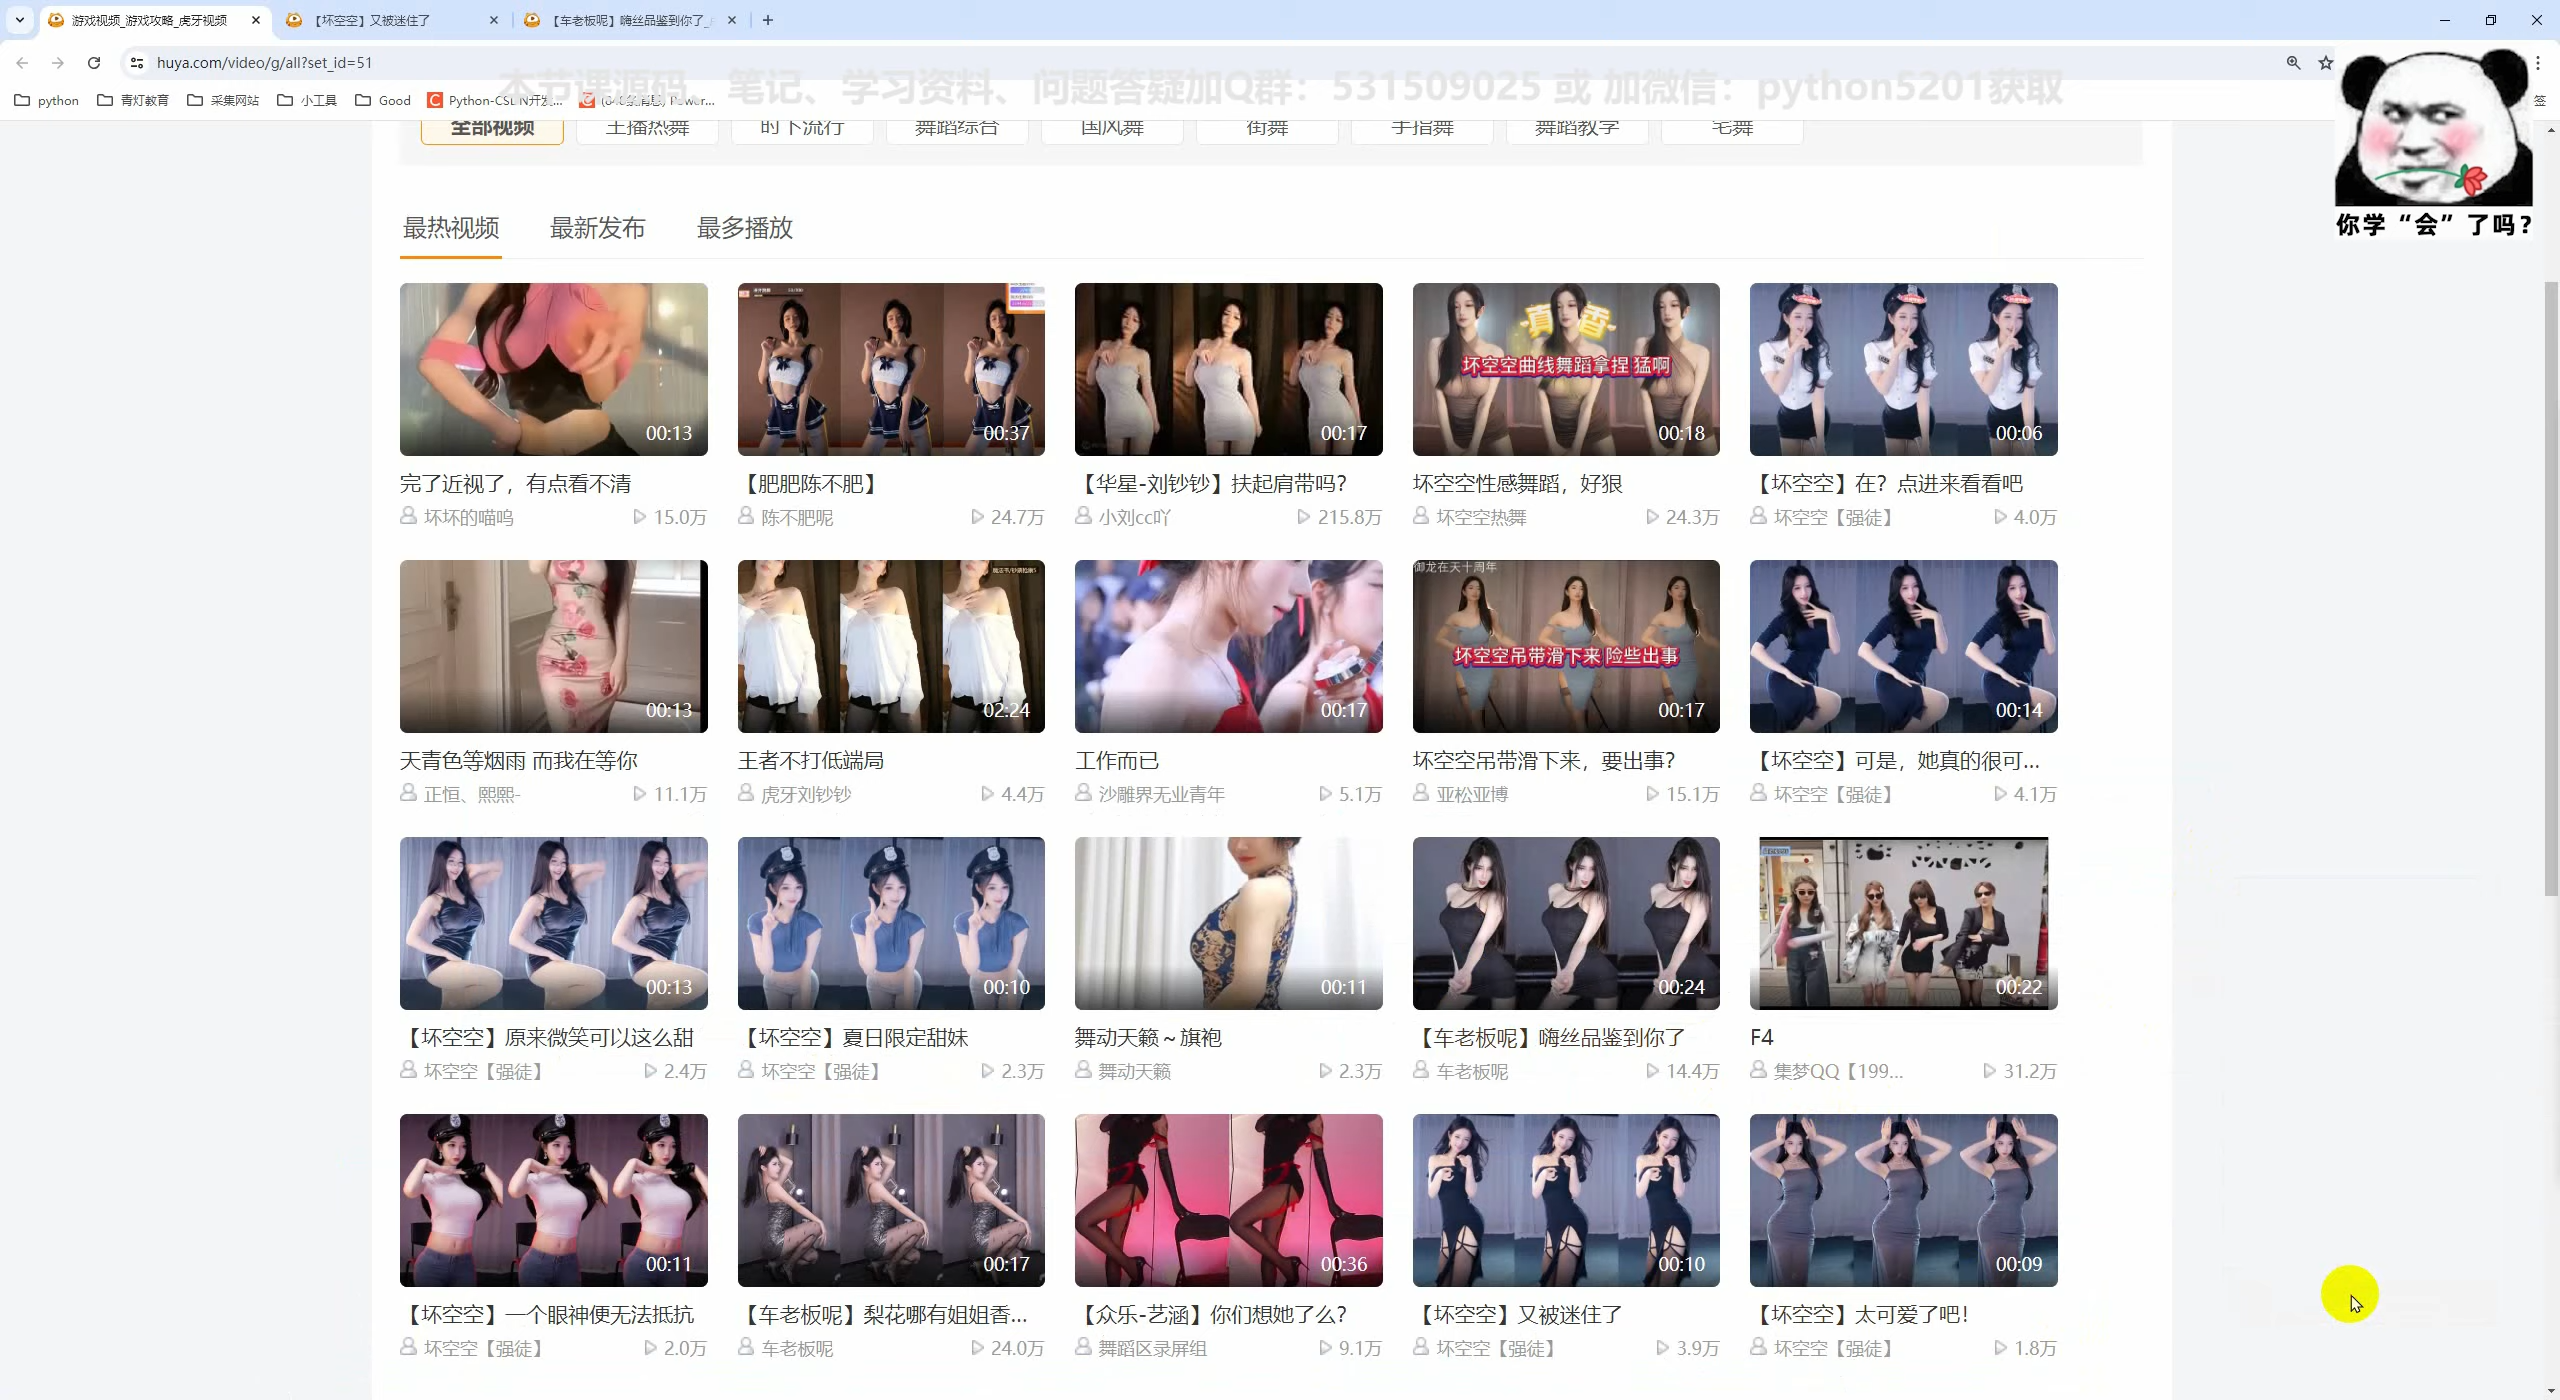 游戏视频_游戏攻略_虎牙视频
【坏空空】又被迷住了
【车老板呢】嗨丝品鉴到你了_
huya.com/video/g/all?set_id=51
本节课源码、笔记、学习资料、问题答疑加Q群：531509025 或 加微信：python5201获取
python
青灯教育
采集网站
小工具
Good
Python-CSDN开发...
Power...
签
全部视频
主播热舞
时下流行
舞蹈综合
国风舞
街舞
手指舞
舞蹈教学
宅舞
你学“会”了吗？
最热视频
最新发布
最多播放
00:13
00:37
00:17
真香
坏空空曲线舞蹈拿捏 猛啊
00:18
00:06
完了近视了，有点看不清
【肥肥陈不肥】
【华星-刘钞钞】扶起肩带吗？
坏空空性感舞蹈，好狠
【坏空空】在？点进来看看吧
坏坏的喵呜 15.0万
陈不肥呢 24.7万
小刘cc吖 215.8万
坏空空热舞 24.3万
坏空空【强徒】 4.0万
00:13
02:24
00:17
御龙在天十周年
坏空空吊带滑下来 险些出事
00:17
00:14
天青色等烟雨 而我在等你
王者不打低端局
工作而已
坏空空吊带滑下来，要出事？
【坏空空】可是，她真的很可...
正恒、熙熙- 11.1万
虎牙刘钞钞 4.4万
沙雕界无业青年 5.1万
亚松亚博 15.1万
坏空空【强徒】 4.1万
00:13
00:10
00:11
00:24
00:22
【坏空空】原来微笑可以这么甜
【坏空空】夏日限定甜妹
舞动天籁～旗袍
【车老板呢】嗨丝品鉴到你了
F4
坏空空【强徒】 2.4万
坏空空【强徒】 2.3万
舞动天籁 2.3万
车老板呢 14.4万
集梦QQ【199... 31.2万
00:11
00:17
00:36
00:10
00:09
【坏空空】一个眼神便无法抵抗
【车老板呢】梨花哪有姐姐香...
【众乐-艺涵】你们想她了么？
【坏空空】又被迷住了
【坏空空】太可爱了吧！
坏空空【强徒】 2.0万
车老板呢 24.0万
舞蹈区录屏组 9.1万
坏空空【强徒】 3.9万
坏空空【强徒】 1.8万